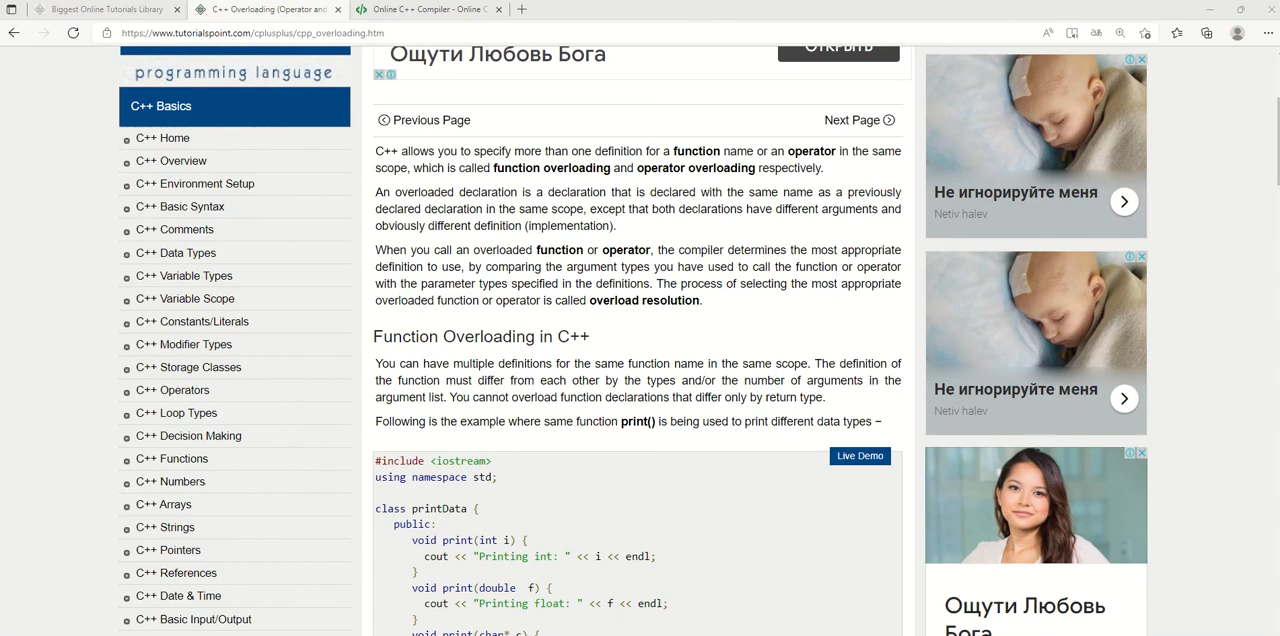 Biggest Online Tutorials Library
C++ Overloading (Operator and
Online C++ Compiler - Online C
https://www.tutorialspoint.com/cplusplus/cpp_overloading.htm
programming language
C++ Basics
C++ Home
C++ Overview
C++ Environment Setup
C++ Basic Syntax
C++ Comments
C++ Data Types
C++ Variable Types
C++ Variable Scope
C++ Constants/Literals
C++ Modifier Types
C++ Storage Classes
C++ Operators
C++ Loop Types
C++ Decision Making
C++ Functions
C++ Numbers
C++ Arrays
C++ Strings
C++ Pointers
C++ References
C++ Date & Time
C++ Basic Input/Output
Ощути Любовь Бога
ОТКРЫТЬ
Previous Page
Next Page
C++ allows you to specify more than one definition for a function name or an operator in the same
scope, which is called function overloading and operator overloading respectively.
An overloaded declaration is a declaration that is declared with the same name as a previously
declared declaration in the same scope, except that both declarations have different arguments and
obviously different definition (implementation).
When you call an overloaded function or operator, the compiler determines the most appropriate
definition to use, by comparing the argument types you have used to call the function or operator
with the parameter types specified in the definitions. The process of selecting the most appropriate
overloaded function or operator is called overload resolution.
Function Overloading in C++
You can have multiple definitions for the same function name in the same scope. The definition of
the function must differ from each other by the types and/or the number of arguments in the
argument list. You cannot overload function declarations that differ only by return type.
Following is the example where same function print() is being used to print different data types −
Live Demo
#include <iostream>
using namespace std;
class printData {
public:
void print(int i) {
cout << "Printing int: " << i << endl;
}
void print(double  f) {
cout << "Printing float: " << f << endl;
}
void print(char* c) {
Не игнорируйте меня
Netiv halev
Не игнорируйте меня
Netiv halev
Ощути Любовь
Бога